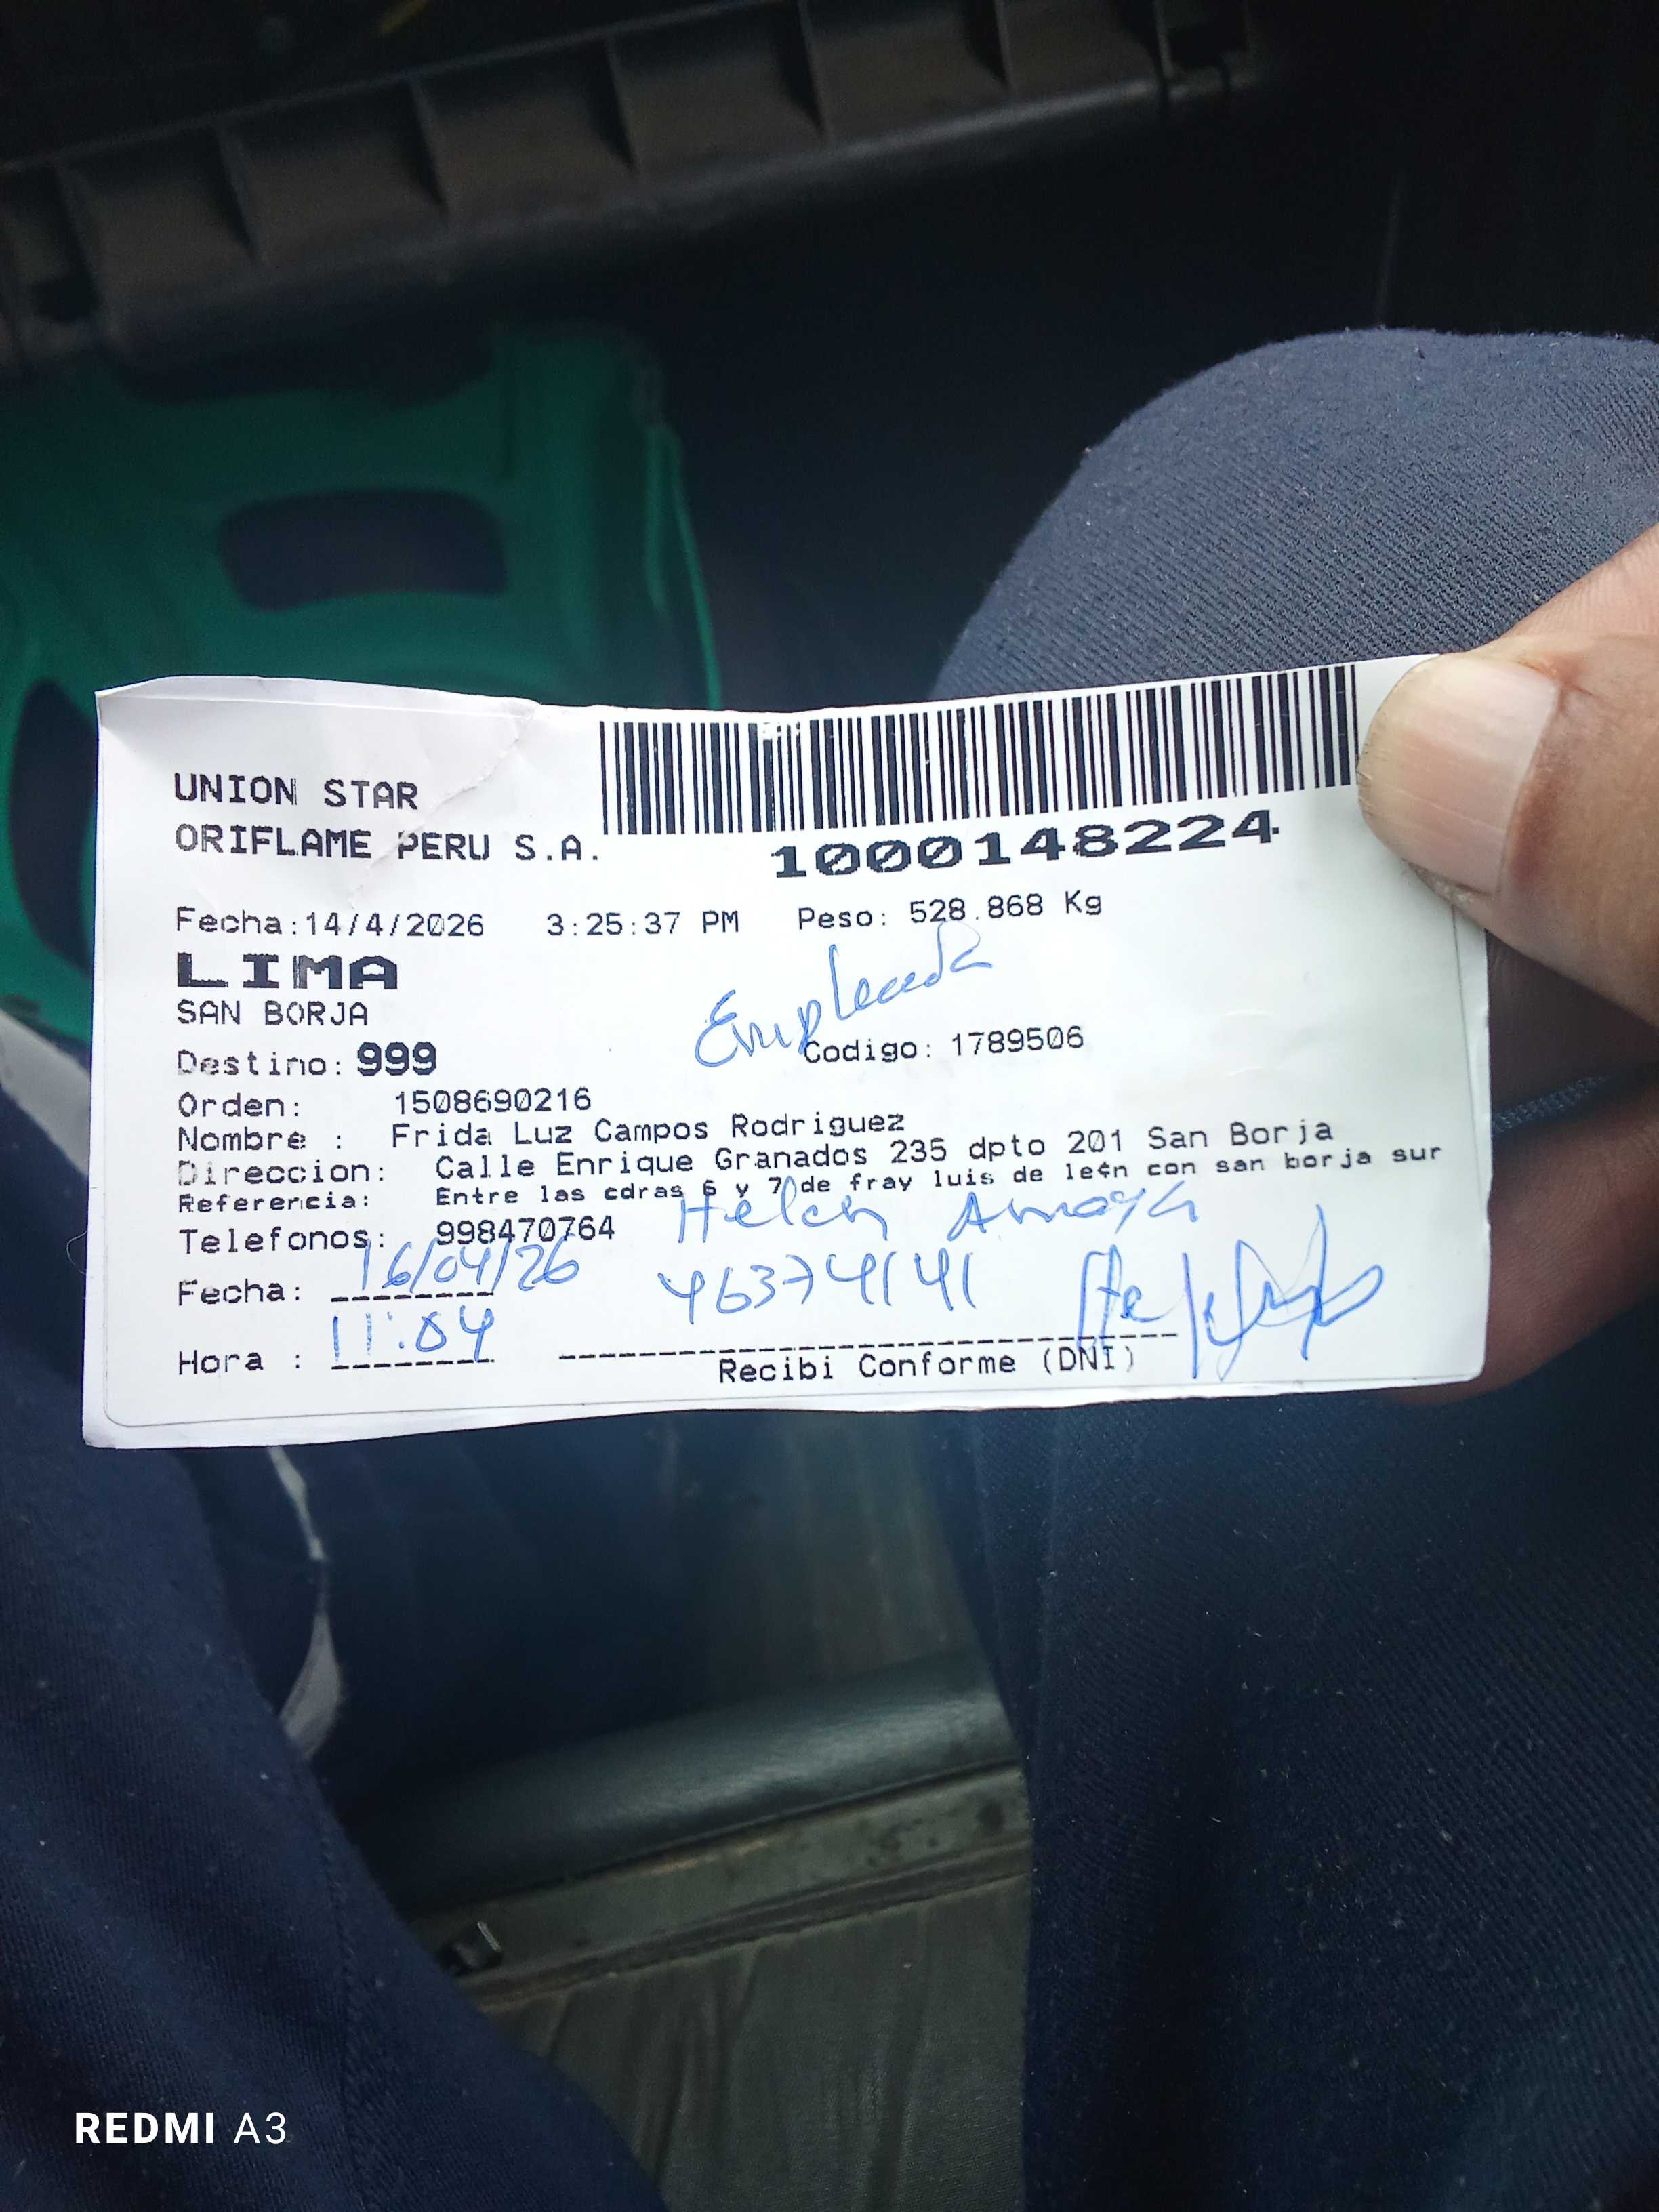 UNION STAR
ORIFLAME PERU S.A.
1000148224
Fecha:14/4/2026 3:25:37 PM Peso: 528.868 Kg
LIMA
SAN BORJA
Empleada
Destino: 999 Codigo: 1789506
Orden: 1508690216
Nombre : Frida Luz Campos Rodriguez
Direccion: Calle Enrique Granados 235 dpto 201 San Borja
Referencia: Entre las cdras 6 y 7 de fray luis de le¢n con san borja sur
Telefonos: 998470764 Helen Amaya
Fecha: 16/04/26 46374141
Hora : 11:04
Recibi Conforme (DNI)
REDMI A3